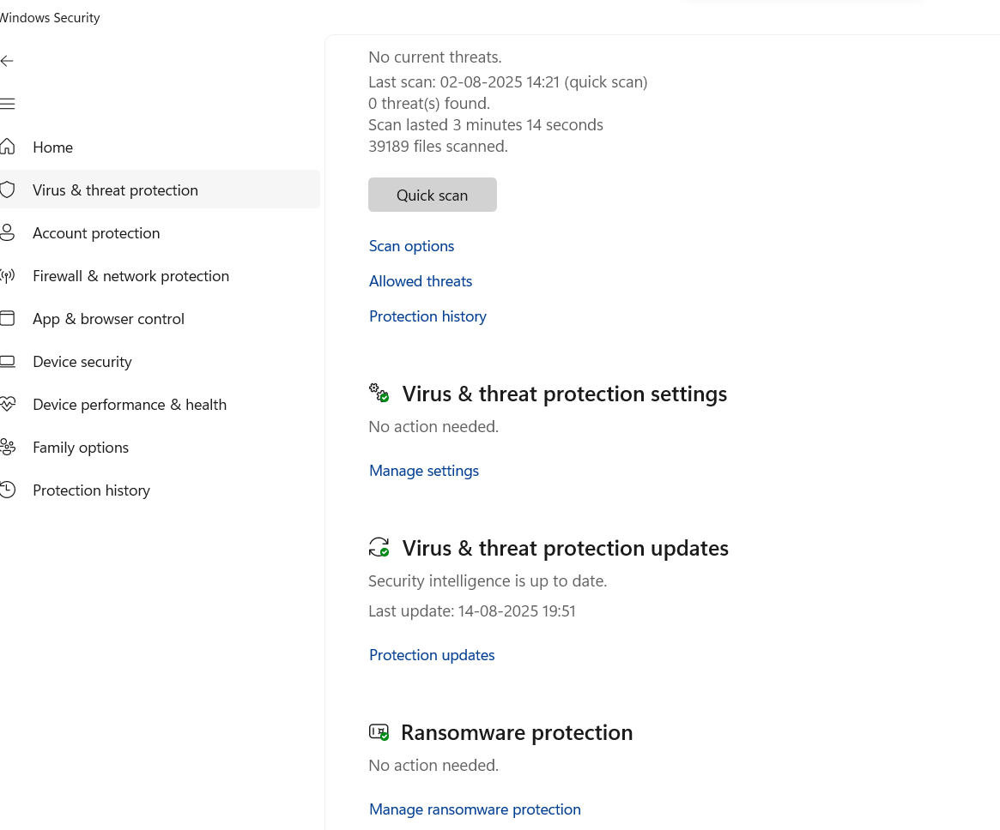 Windows Security
Home
Virus & threat protection
Account protection
Firewall & network protection
App & browser control
Device security
Device performance & health
Family options
Protection history
No current threats.
Last scan: 02-08-2025 14:21 (quick scan)
0 threat(s) found.
Scan lasted 3 minutes 14 seconds
39189 files scanned.
Quick scan
Scan options
Allowed threats
Protection history
Virus & threat protection settings
No action needed.
Manage settings
Virus & threat protection updates
Security intelligence is up to date.
Last update: 14-08-2025 19:51
Protection updates
Ransomware protection
No action needed.
Manage ransomware protection